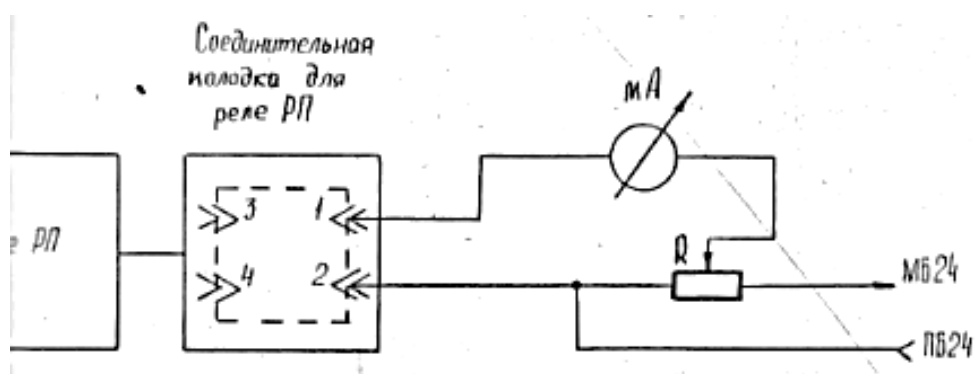 Соединительная
колодка для
реле РП
мА
3 1
е РП
4 2
R
МБ24
ПБ24